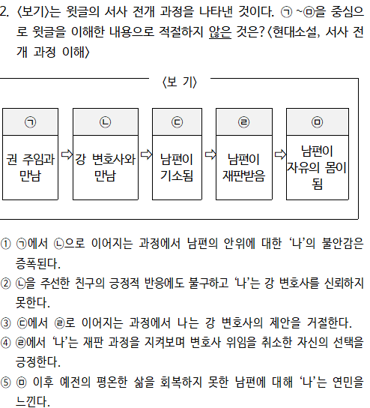 2. 〈보기〉는 윗글의 서사 전개 과정을 나타낸 것이다. ㉠~㉤을 중심으
로 윗글을 이해한 내용으로 적절하지 않은 것은?〈현대소설, 서사 전
개 과정 이해〉
〈보 기〉
㉠ ㉡ ㉢ ㉣ ㉤
권 주임과 만남 ⇨ 강 변호사와 만남 ⇨ 남편이 기소됨 ⇨ 남편이 재판받음 ⇨ 남편이 자유의 몸이 됨
① ㉠에서 ㉡으로 이어지는 과정에서 남편의 안위에 대한 ‘나’의 불안감은
증폭된다.
② ㉡을 주선한 친구의 긍정적 반응에도 불구하고 ‘나’는 강 변호사를 신뢰하지
못한다.
③ ㉢에서 ㉣로 이어지는 과정에서 나는 강 변호사의 제안을 거절한다.
④ ㉣에서 ‘나’는 재판 과정을 지켜보며 변호사 위임을 취소한 자신의 선택을
긍정한다.
⑤ ㉤ 이후 예전의 평온한 삶을 회복하지 못한 남편에 대해 ‘나’는 연민을
느낀다.